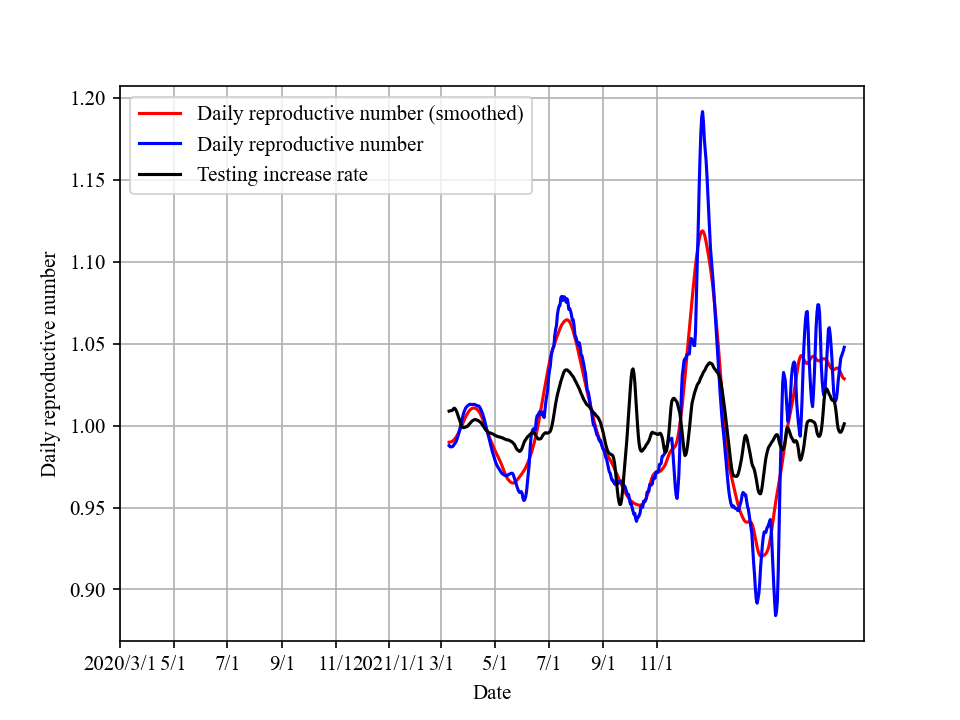 Daily reproductive number (smoothed)
Daily reproductive number
Testing increase rate
1.20
1.15
1.10
1.05
1.00
0.95
0.90
Daily reproductive number
2020/3/1 5/1 7/1 9/1 11/1 2021/1/1 3/1 5/1 7/1 9/1 11/1
Date